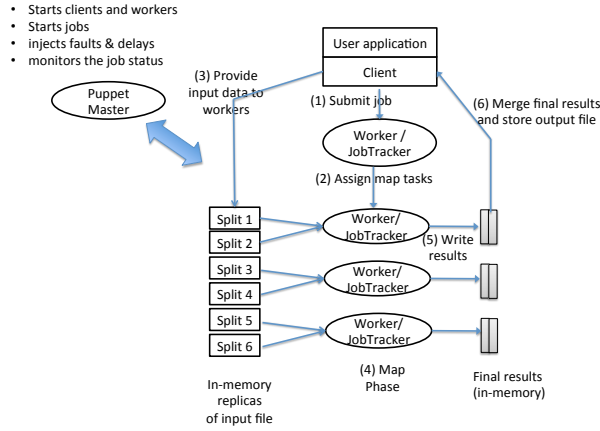 • Starts clients and workers
• Starts jobs
• injects faults & delays
• monitors the job status
Puppet
Master
(3) Provide
input data to
workers
User application
Client
(1) Submit job
(6) Merge final results
and store output file
Worker /
JobTracker
(2) Assign map tasks
Split 1
Split 2
Split 3
Split 4
Split 5
Split 6
Worker/
JobTracker
(5) Write
results
Worker/
JobTracker
Worker/
JobTracker
In-memory
replicas
of input file
(4) Map
Phase
Final results
(in-memory)